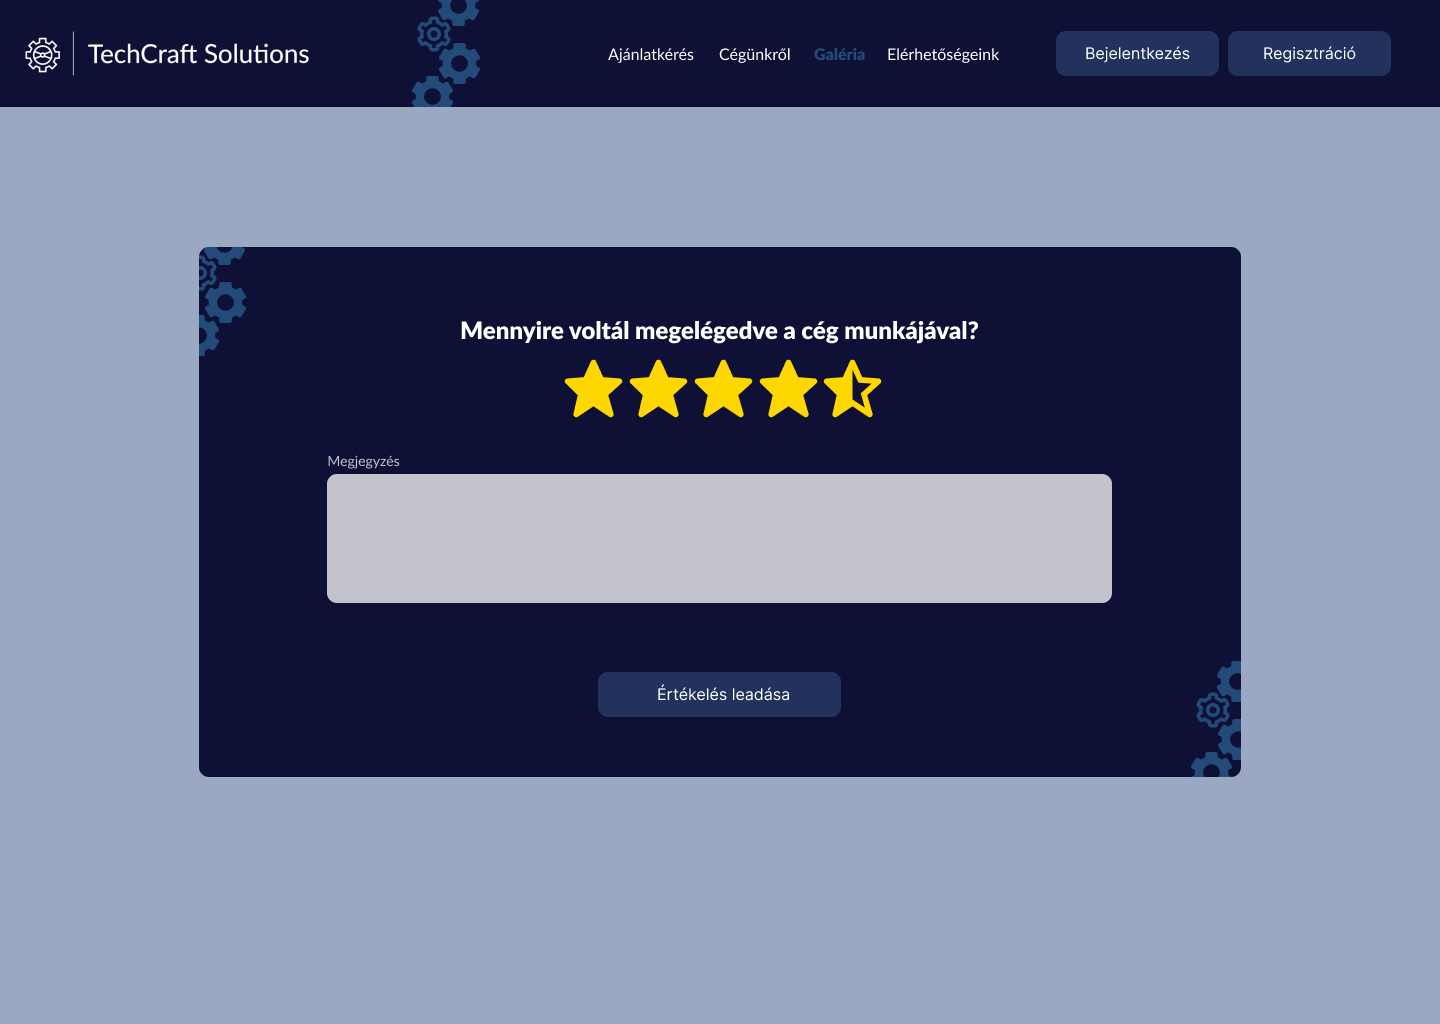 TechCraft Solutions
Ajánlatkérés Cégünkről Galéria Elérhetőségeink Bejelentkezés Regisztráció
Mennyire voltál megelégedve a cég munkájával?
Megjegyzés
Értékelés leadása